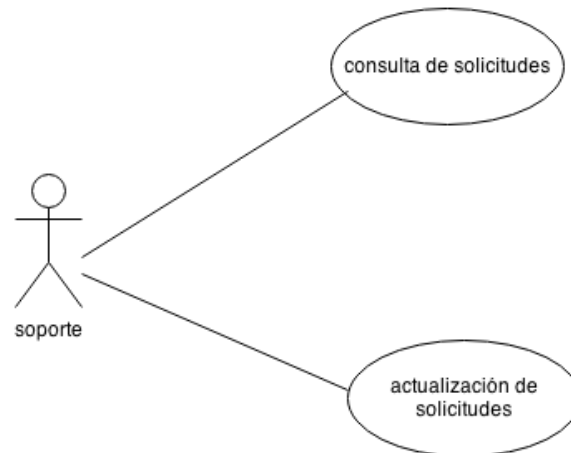 consulta de solicitudes
soporte
actualización de
solicitudes